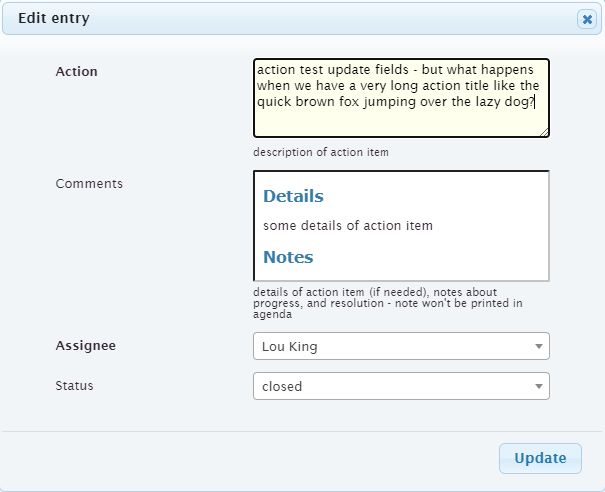 Edit entry
Action
action test update fields - but what happens
when we have a very long action title like the
quick brown fox jumping over the lazy dog?
description of action item
Comments
Details
some details of action item
Notes
details of action item (if needed), notes about
progress, and resolution - note won't be printed in
agenda
Assignee
Lou King
Status
closed
Update